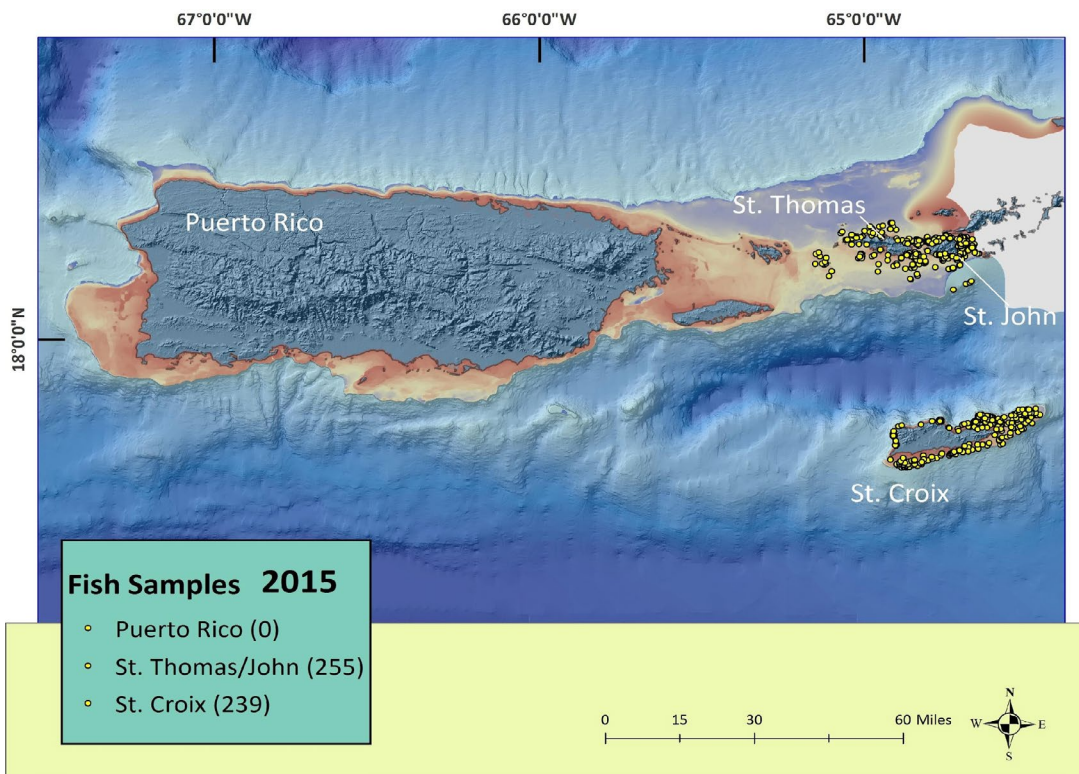 67°0'0"W 66°0'0"W 65°0'0"W
Puerto Rico
St. Thomas
St. John
18°0'0"N
St. Croix
Fish Samples 2015
Puerto Rico (0)
St. Thomas/John (255)
St. Croix (239)
0 15 30 60 Miles
N
W E
S